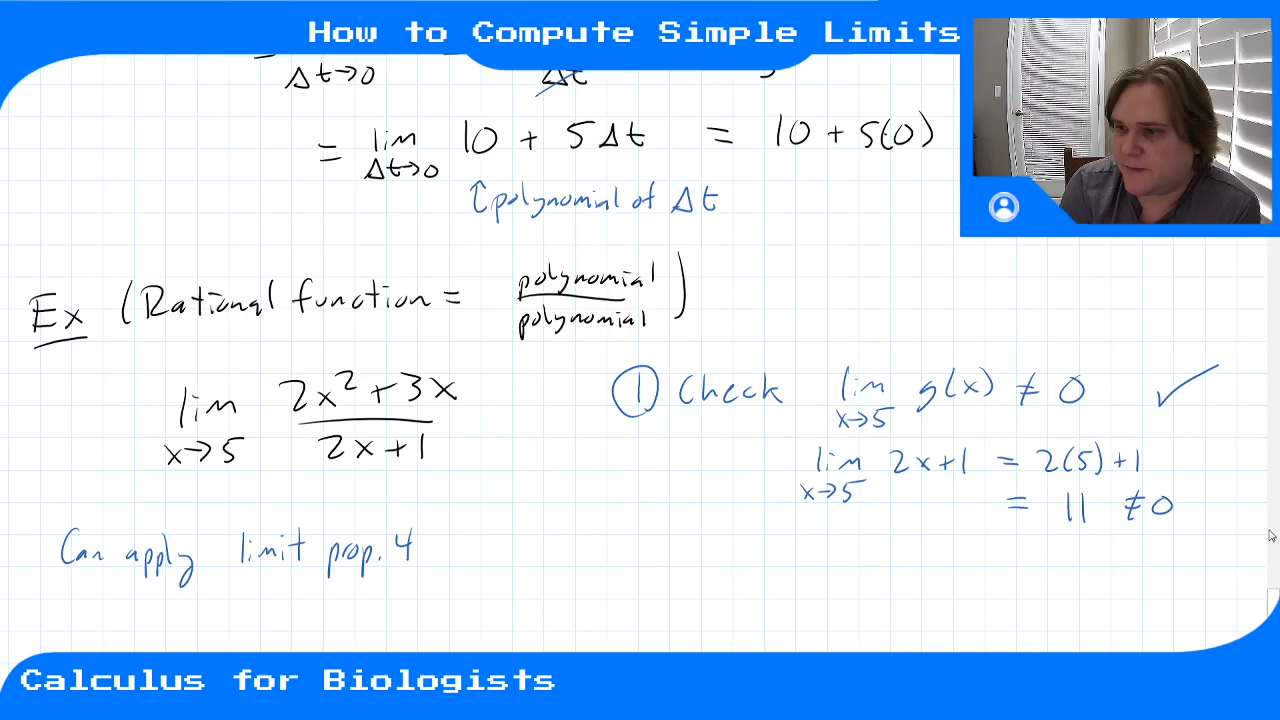 How to Compute Simple Limits
= Δt→0 Δt
= lim Δt→0 10 + 5Δt = 10 + 5(0)
↑polynomial of Δt
Ex (Rational function = polynomial / polynomial)
lim x→5 2x² + 3x / 2x + 1
① Check lim x→5 g(x) ≠ 0 ✓
lim x→5 2x+1 = 2(5) + 1
= 11 ≠ 0
Can apply limit prop. 4
Calculus for Biologists